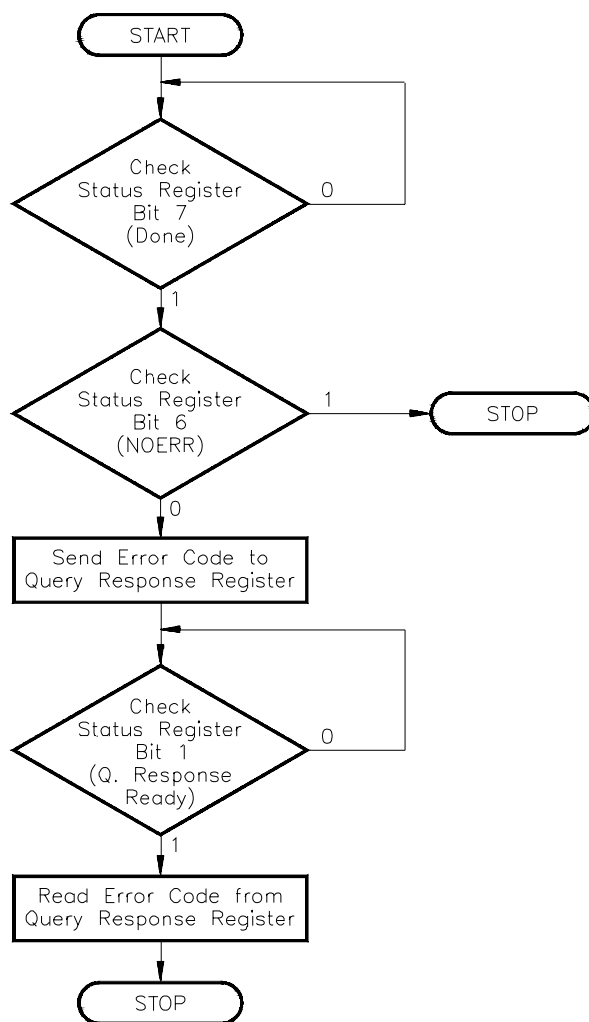 START
Check
Status Register
Bit 7
(Done)
0
1
Check
Status Register
Bit 6
(NOERR)
1
STOP
0
Send Error Code to
Query Response Register
Check
Status Register
Bit 1
(Q. Response
Ready)
0
1
Read Error Code from
Query Response Register
STOP